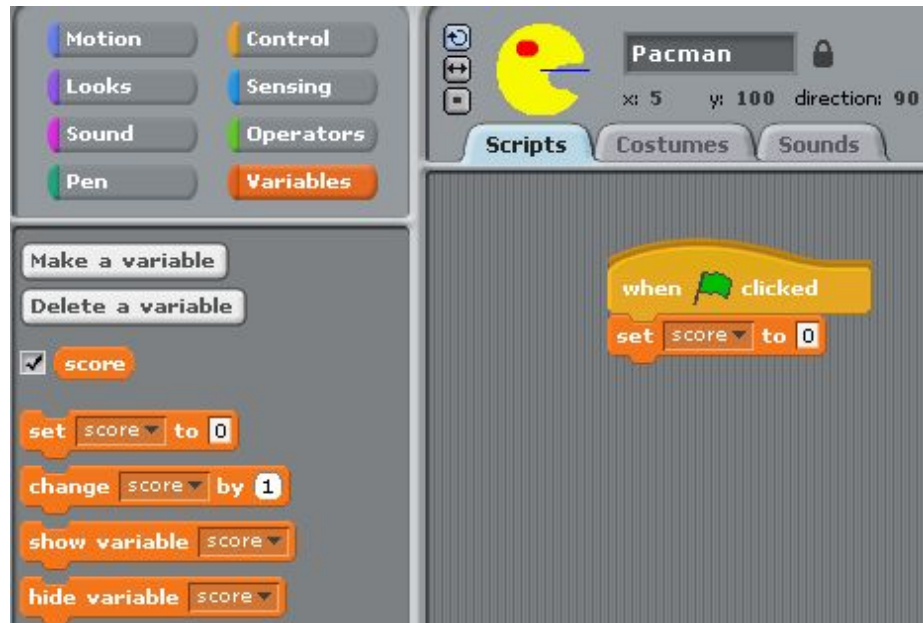 Motion
Control
Looks
Sensing
Sound
Operators
Pen
Variables
Make a variable
Delete a variable
score
set score to 0
change score by 1
show variable score
hide variable score
Pacman
x: 5 y: 100 direction: 90
Scripts Costumes Sounds
when clicked
set score to 0